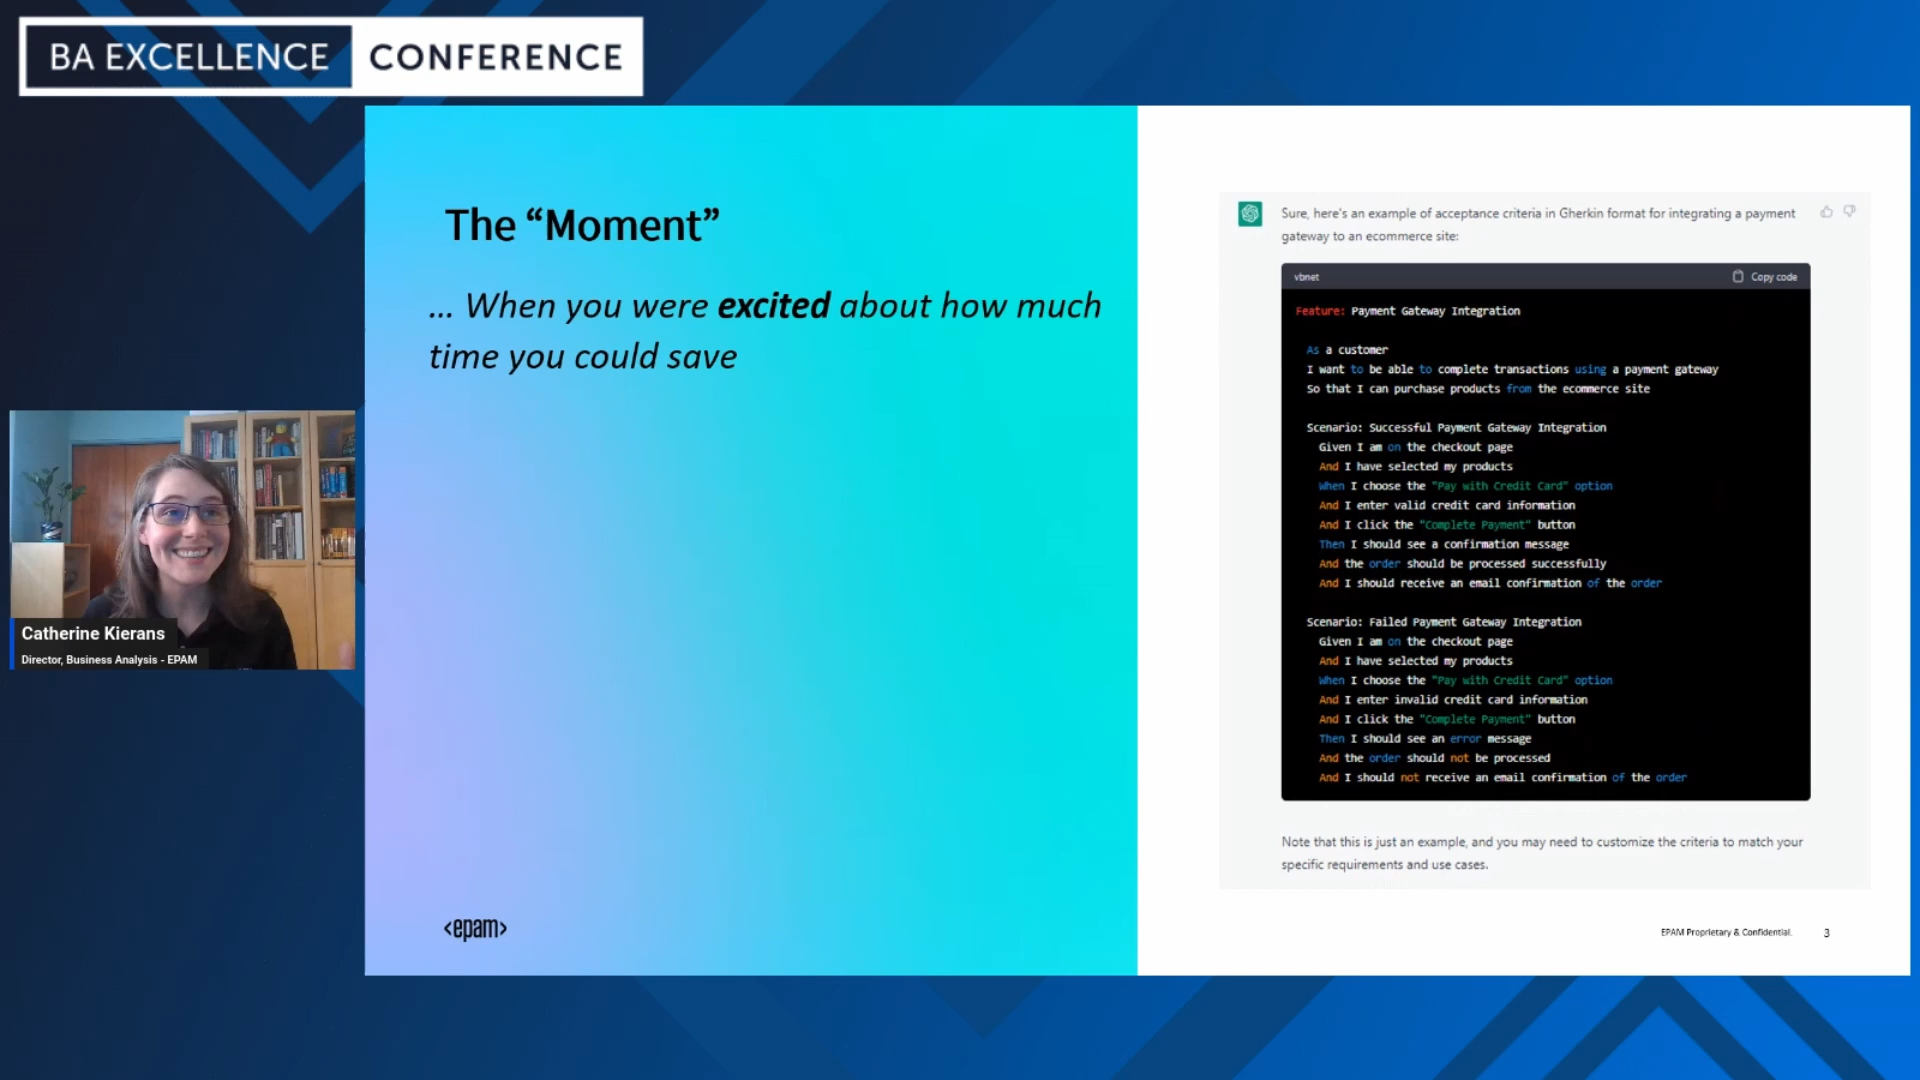 BA EXCELLENCE CONFERENCE
The “Moment”
... When you were excited about how much
time you could save
<epam>
Catherine Kierans
Director, Business Analysis - EPAM
Sure, here's an example of acceptance criteria in Gherkin format for integrating a payment
gateway to an ecommerce site:
vbnet
Copy code
Feature: Payment Gateway Integration
As a customer
I want to be able to complete transactions using a payment gateway
So that I can purchase products from the ecommerce site
Scenario: Successful Payment Gateway Integration
Given I am on the checkout page
And I have selected my products
When I choose the "Pay with Credit Card" option
And I enter valid credit card information
And I click the "Complete Payment" button
Then I should see a confirmation message
And the order should be processed successfully
And I should receive an email confirmation of the order
Scenario: Failed Payment Gateway Integration
Given I am on the checkout page
And I have selected my products
When I choose the "Pay with Credit Card" option
And I enter invalid credit card information
And I click the "Complete Payment" button
Then I should see an error message
And the order should not be processed
And I should not receive an email confirmation of the order
Note that this is just an example, and you may need to customize the criteria to match your
specific requirements and use cases.
EPAM Proprietary & Confidential.
3